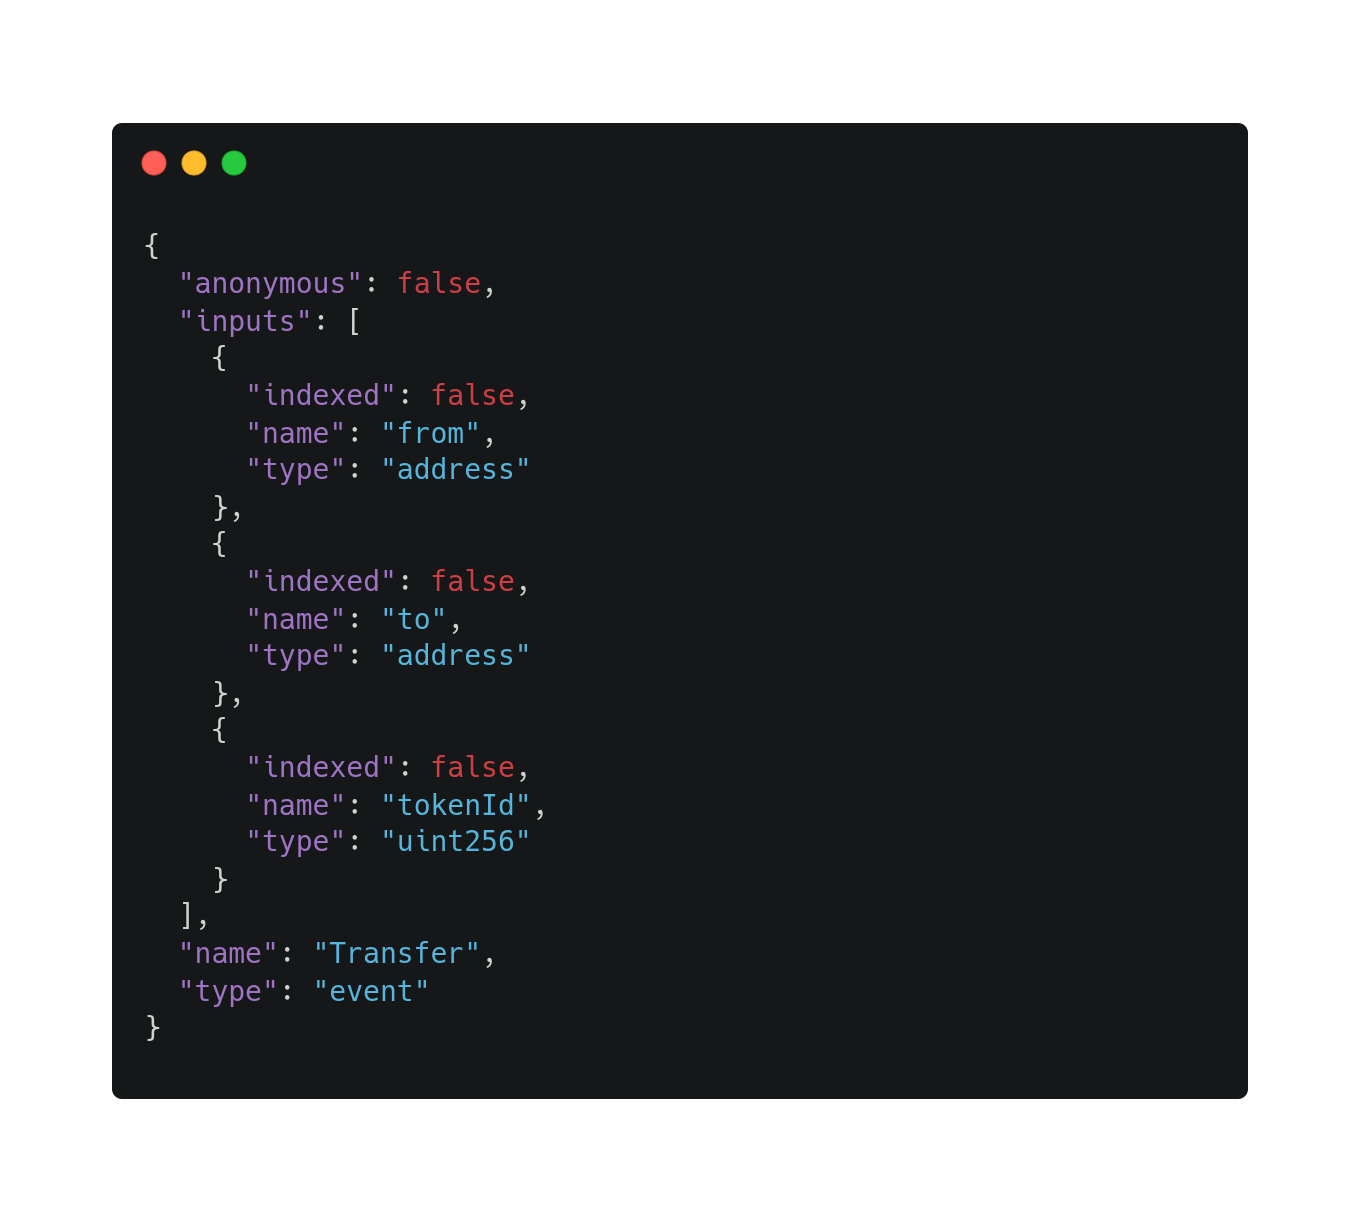 {
  "anonymous": false,
  "inputs": [
    {
      "indexed": false,
      "name": "from",
      "type": "address"
    },
    {
      "indexed": false,
      "name": "to",
      "type": "address"
    },
    {
      "indexed": false,
      "name": "tokenId",
      "type": "uint256"
    }
  ],
  "name": "Transfer",
  "type": "event"
}